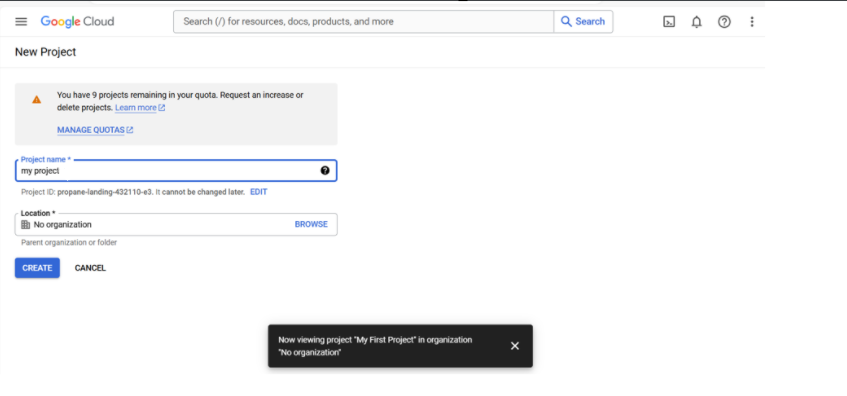 Google Cloud
Search (/) for resources, docs, products, and more
Search
New Project
You have 9 projects remaining in your quota. Request an increase or
delete projects. Learn more
MANAGE QUOTAS
Project name *
my project
Project ID: propane-landing-432110-e3. It cannot be changed later. EDIT
Location *
No organization
BROWSE
Parent organization or folder
CREATE
CANCEL
Now viewing project "My First Project" in organization
"No organization"